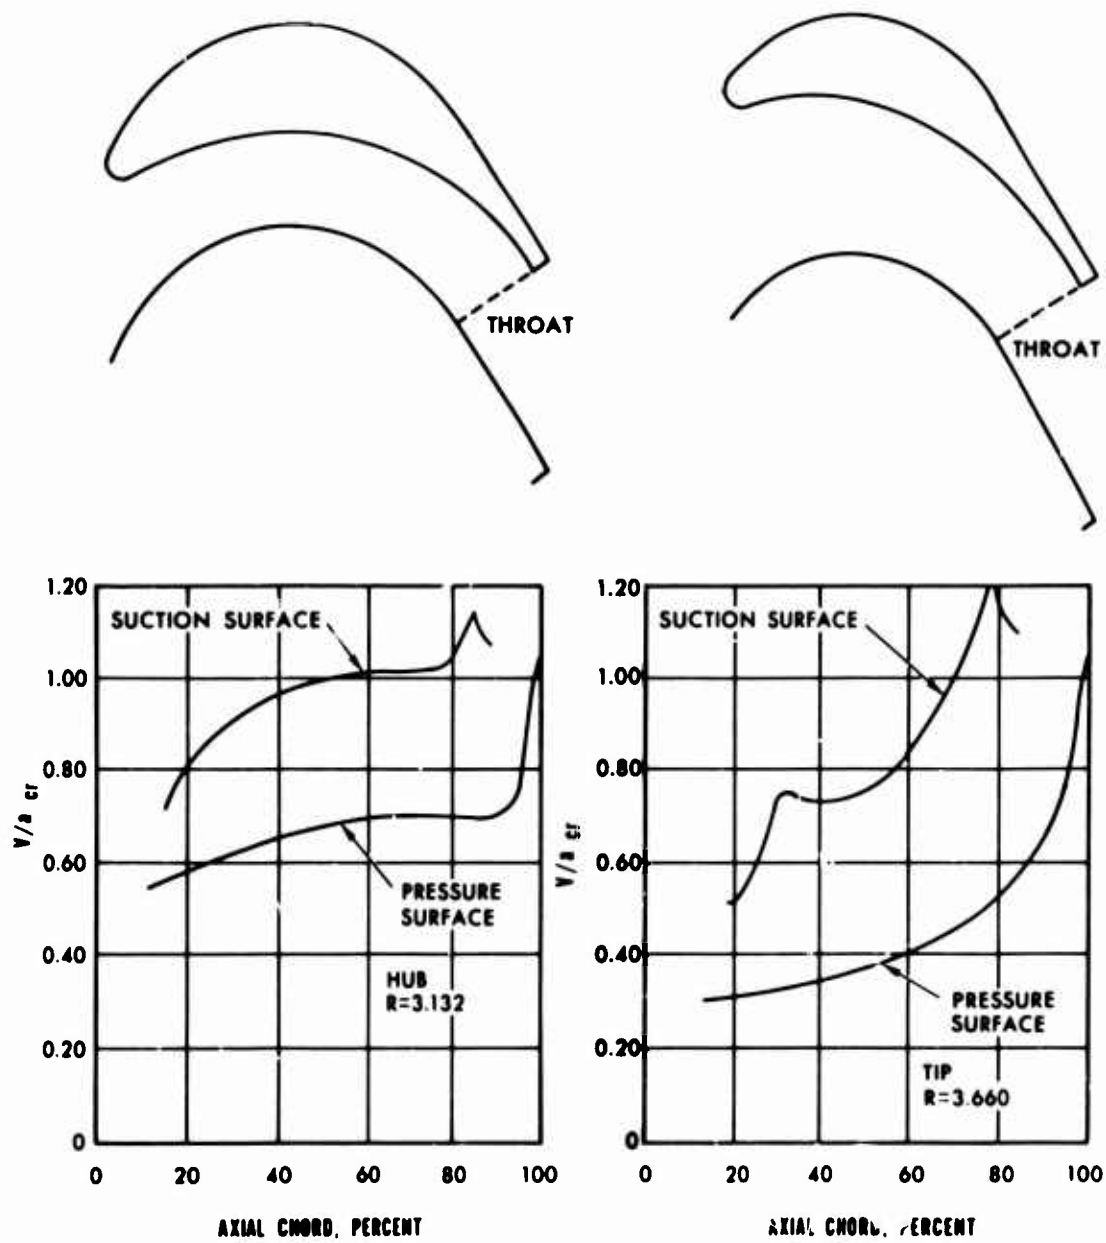 THROAT
THROAT
1.20
SUCTION SURFACE
1.00
0.80
V/a cr
0.60
PRESSURE
SURFACE
0.40
HUB
R=3.132
0.20
0
0 20 40 60 80 100
AXIAL CHORD, PERCENT
1.20
SUCTION SURFACE
1.00
0.80
V/a cr
0.60
0.40
PRESSURE
SURFACE
0.20
TIP
R=3.660
0
0 20 40 60 80 100
AXIAL CHORD, PERCENT